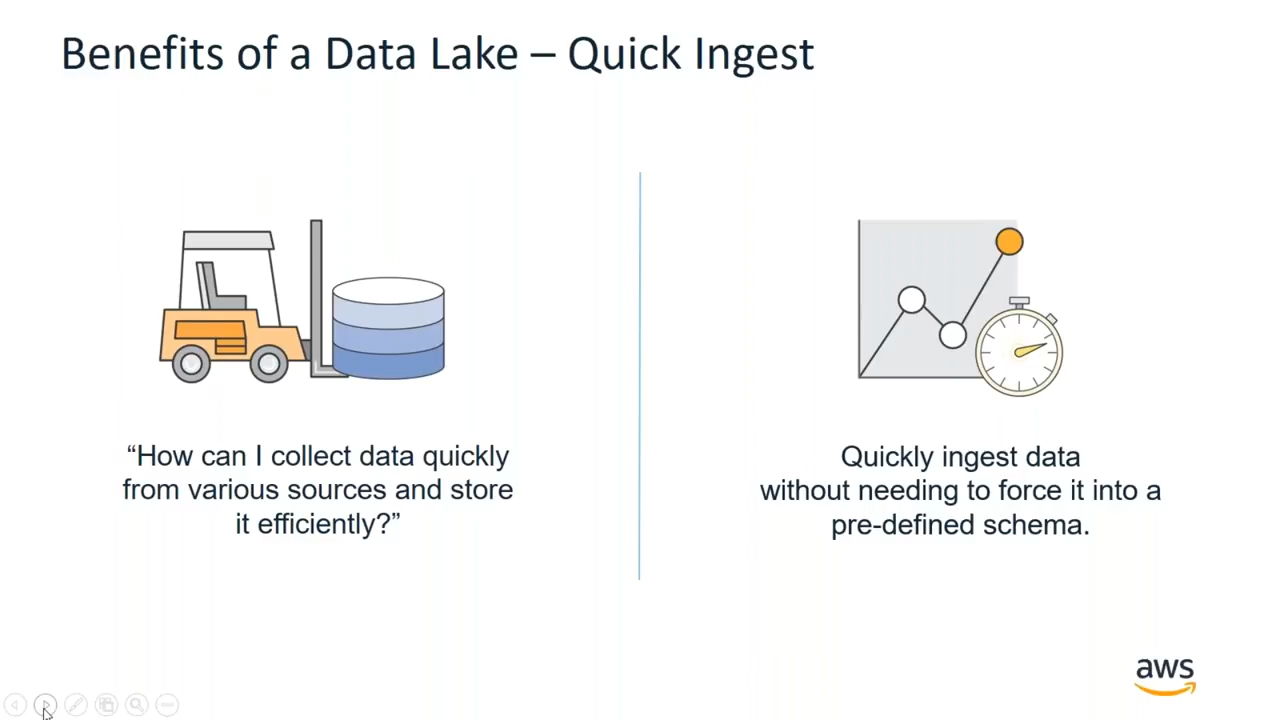 Benefits of a Data Lake – Quick Ingest
“How can I collect data quickly
from various sources and store
it efficiently?”
Quickly ingest data
without needing to force it into a
pre-defined schema.
aws